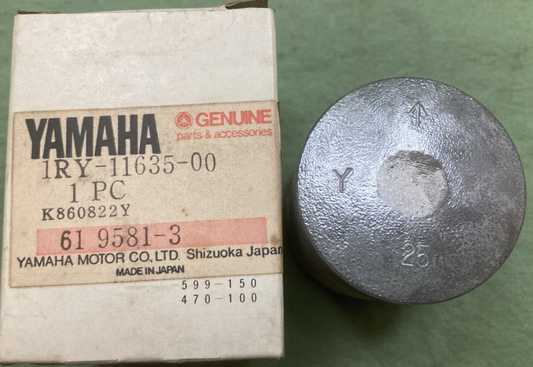 YAMAHA
GENUINE
parts & accessories
1RY-11635-00
1 PC
K860822Y
61 9581-3
YAMAHA MOTOR CO., LTD. Shizuoka Japan
MADE IN JAPAN
599-150
470-100
Y
25